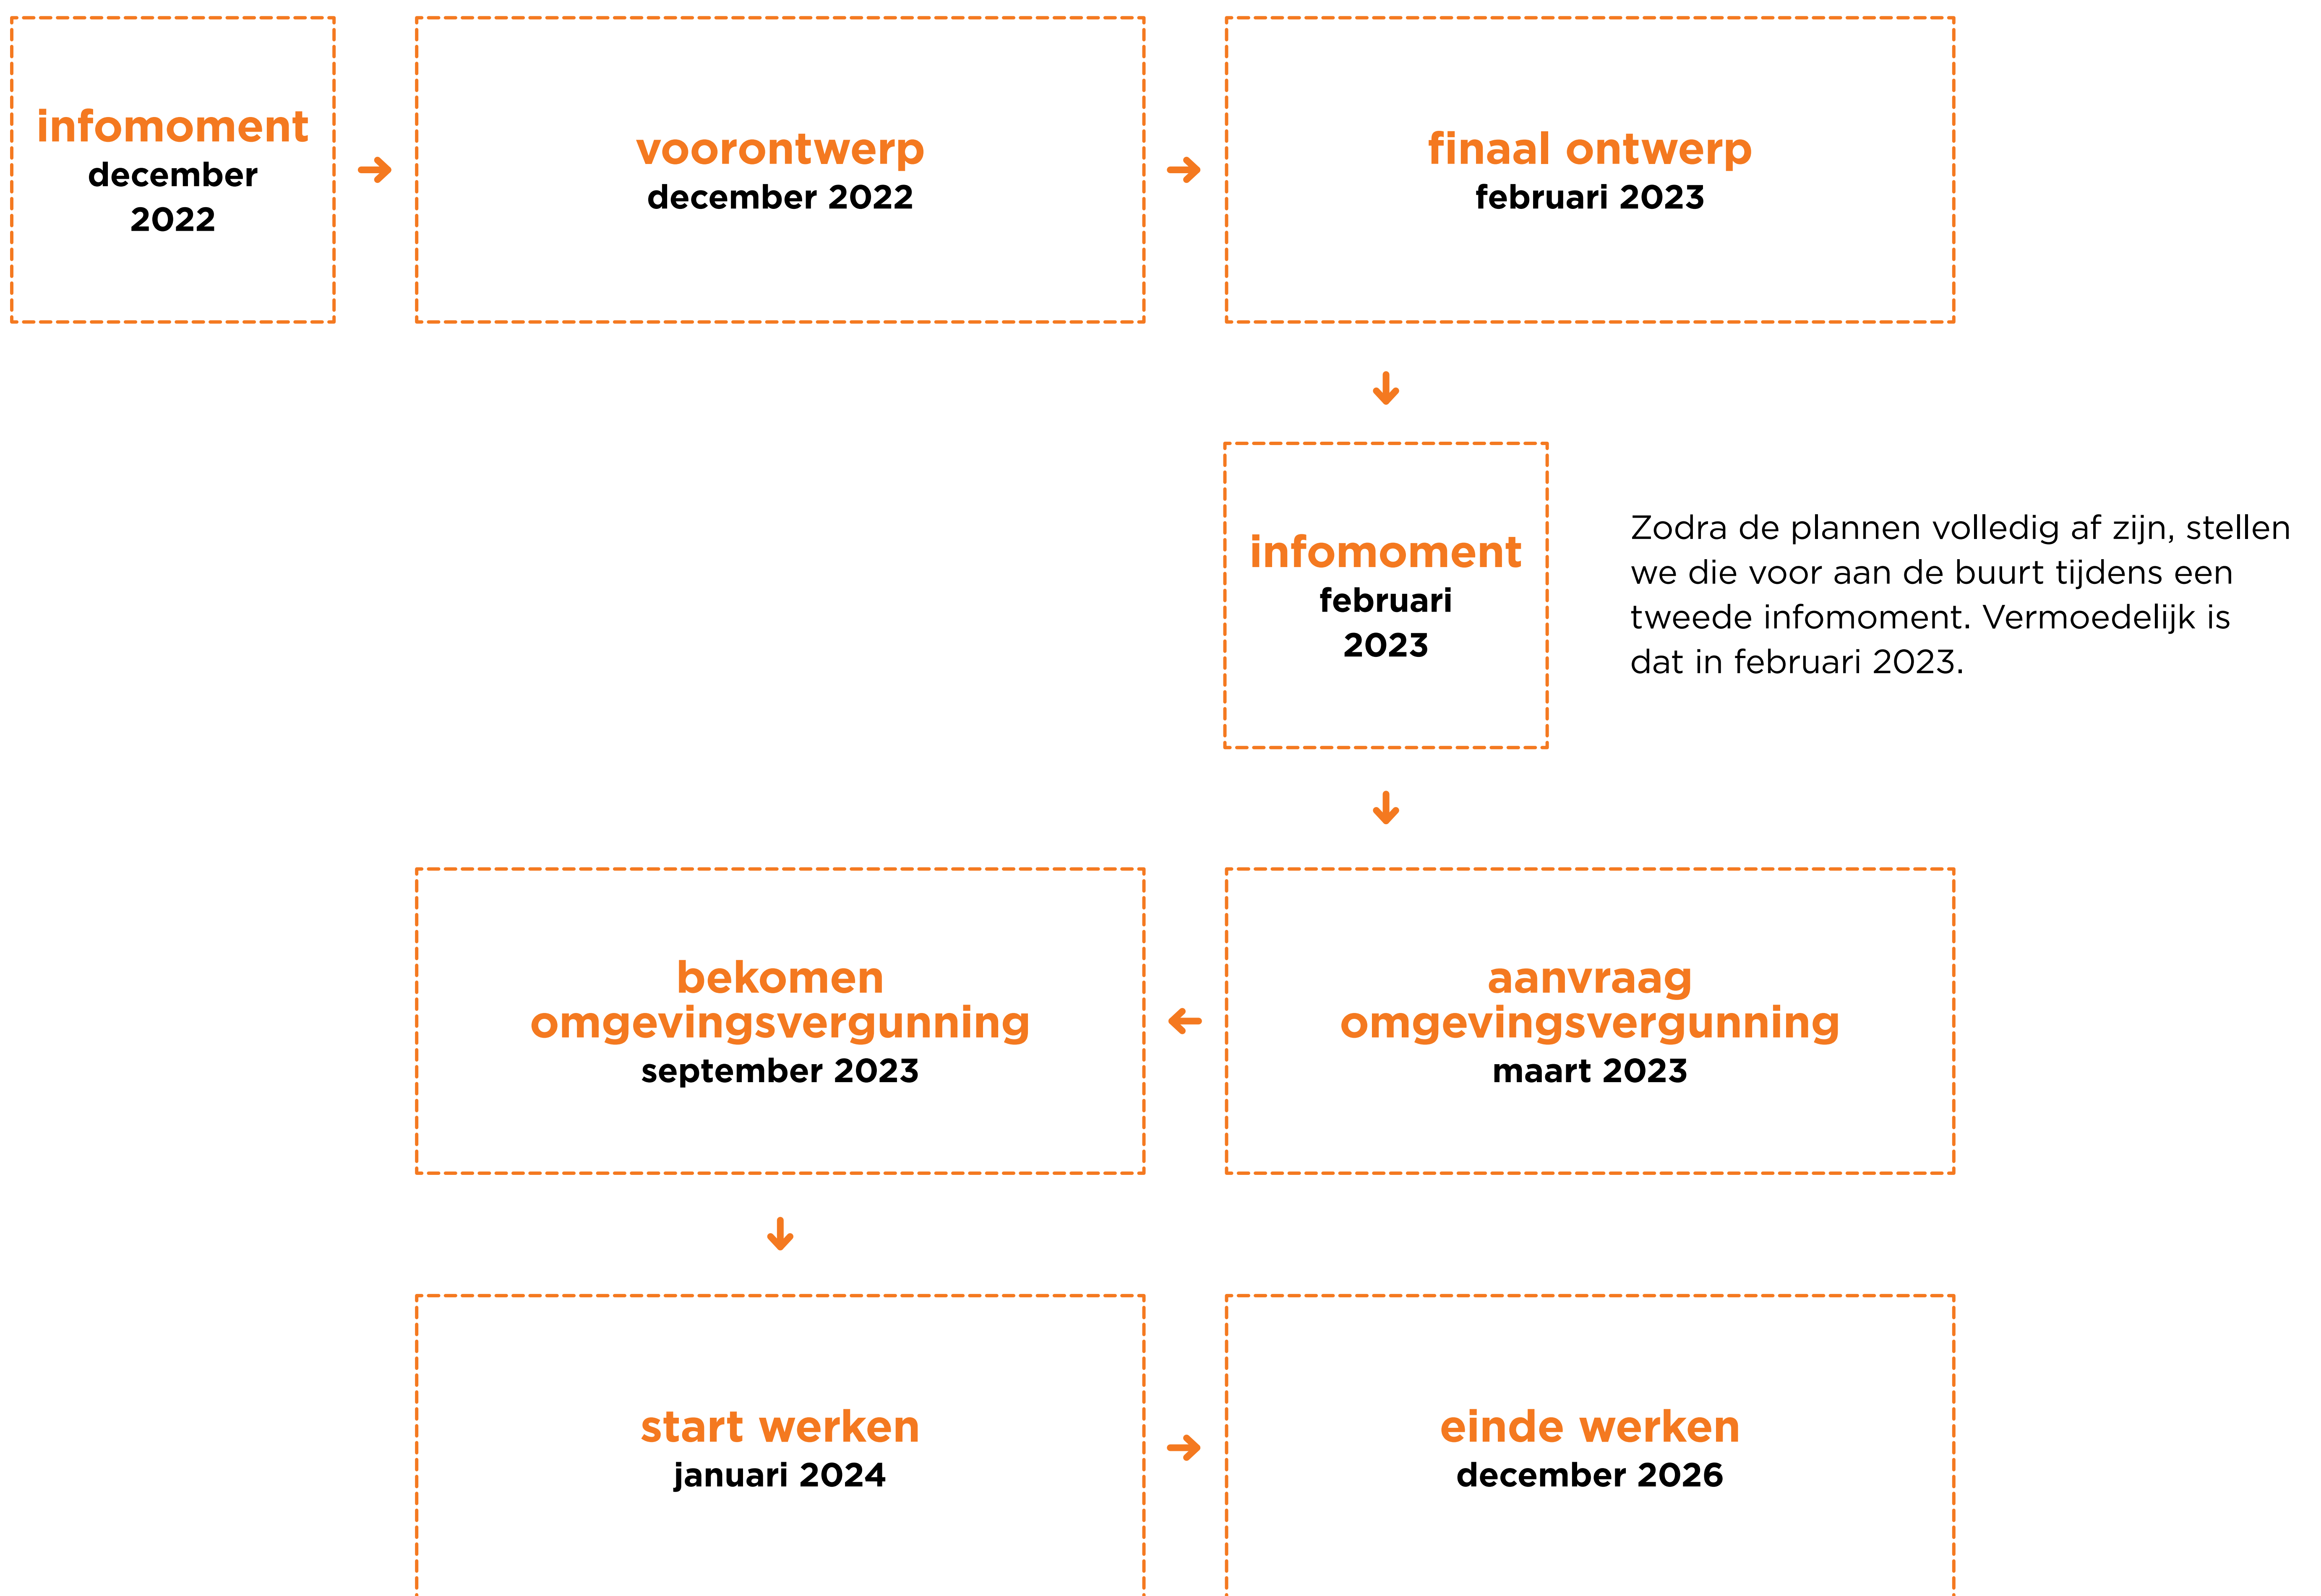 infomoment
december
2022
voorontwerp
december 2022
finaal ontwerp
februari 2023
infomoment
februari
2023
Zodra de plannen volledig af zijn, stellen
we die voor aan de buurt tijdens een
tweede infomoment. Vermoedelijk is
dat in februari 2023.
aanvraag
omgevingsvergunning
maart 2023
bekomen
omgevingsvergunning
september 2023
start werken
januari 2024
einde werken
december 2026